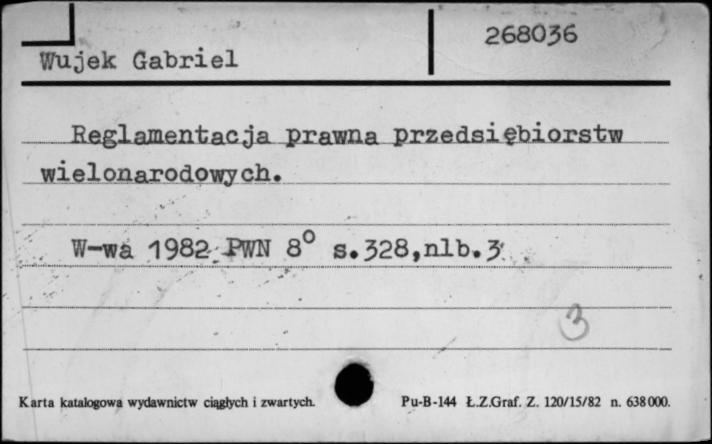 268036
Wujek Gabriel
Reglamentacja prawna przedsiębiorstw
wielonarodowych.
W-wa 1982 PWN 8° s.328,nlb.3
3
Karta katalogowa wydawnictw ciągłych i zwartych. Pu-B-144 Ł.Z.Graf. Z. 120/15/82 n. 638000.